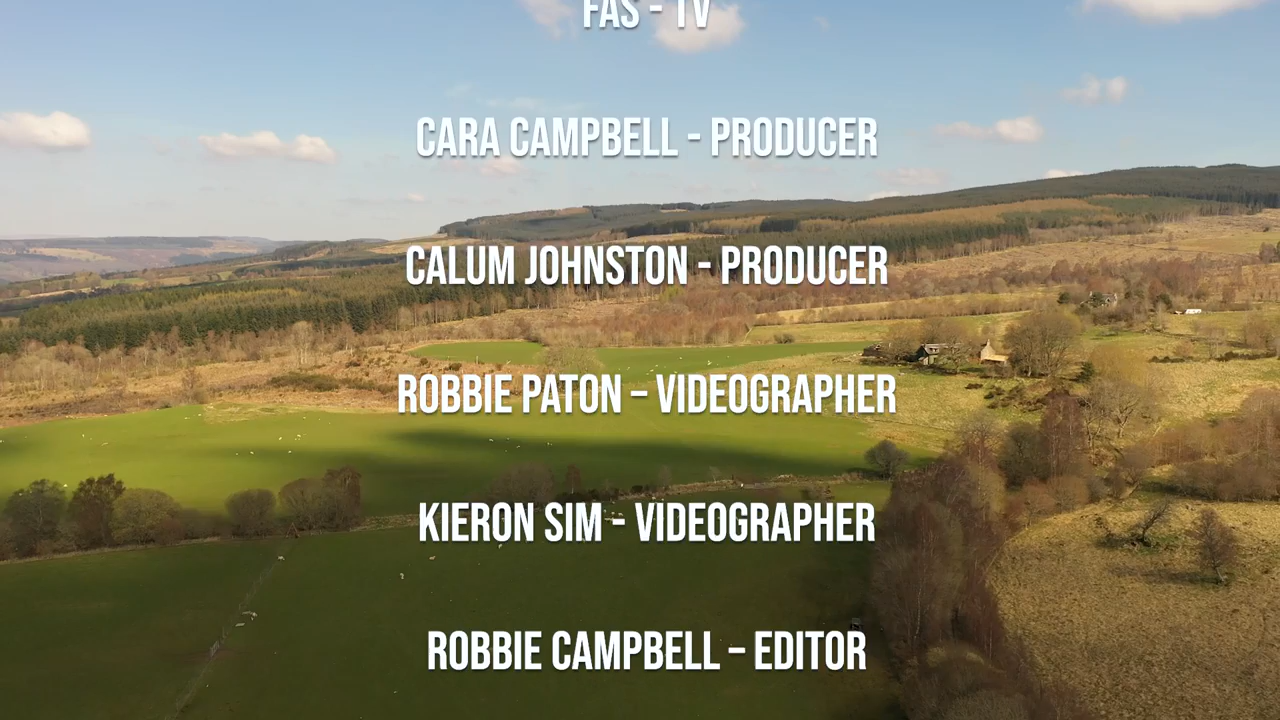 FAS - TV
CARA CAMPBELL - PRODUCER
CALUM JOHNSTON - PRODUCER
ROBBIE PATON – VIDEOGRAPHER
KIERON SIM - VIDEOGRAPHER
ROBBIE CAMPBELL – EDITOR